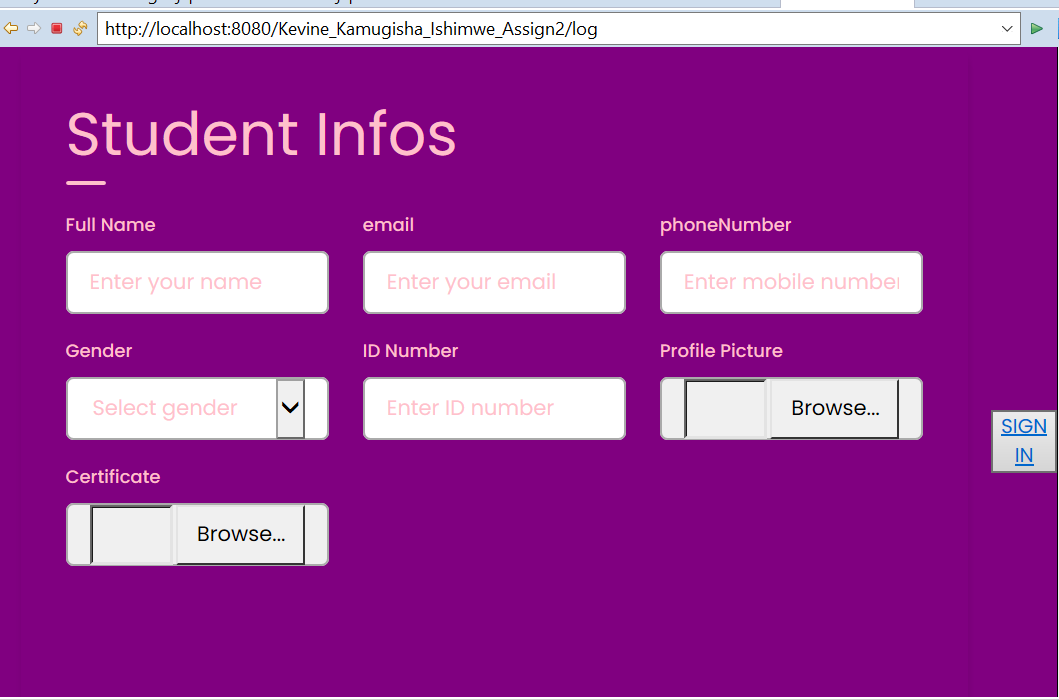 http://localhost:8080/Kevine_Kamugisha_Ishimwe_Assign2/log
Student Infos
Full Name
email
phoneNumber
Enter your name
Enter your email
Enter mobile number
Gender
ID Number
Profile Picture
Select gender
Enter ID number
Browse...
SIGN
IN
Certificate
Browse...